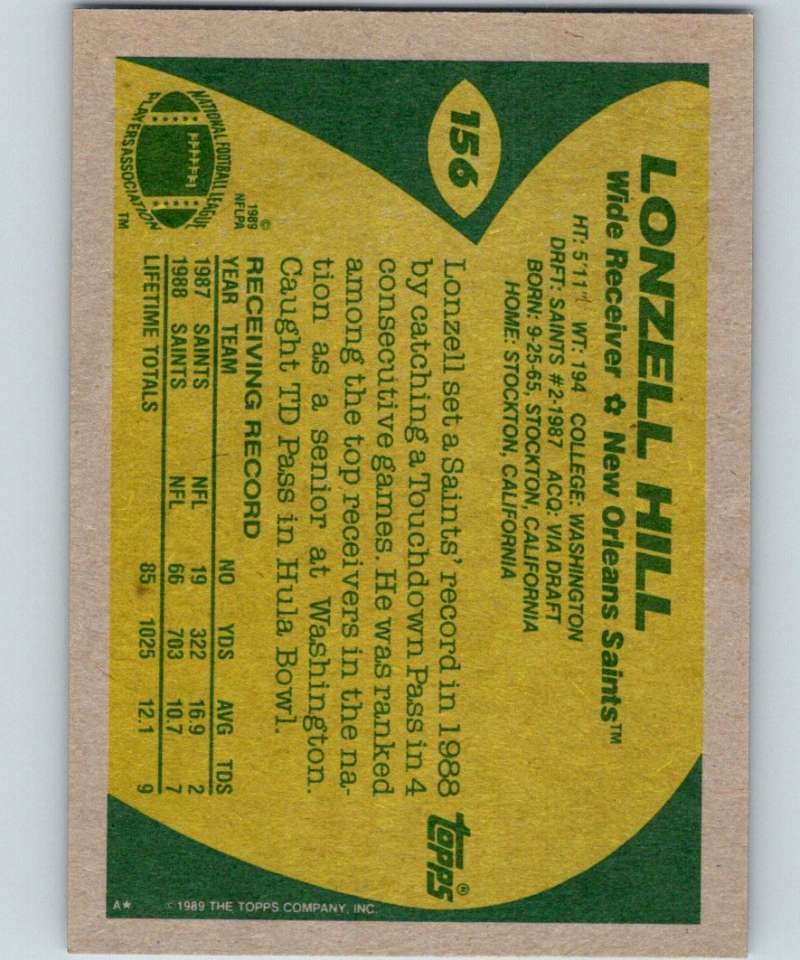 156
LONZELL HILL
Wide Receiver ✿ New Orleans Saints™
HT: 5'11" WT: 194 COLLEGE: WASHINGTON
DRFT: SAINTS #2-1987 ACQ: VIA DRAFT
BORN: 9-25-65, STOCKTON, CALIFORNIA
HOME: STOCKTON, CALIFORNIA
Lonzell set a Saints' record in 1988
by catching a Touchdown Pass in 4
consecutive games. He was ranked
among the top receivers in the na-
tion as a senior at Washington.
Caught TD Pass in Hula Bowl.
topps®
NATIONAL FOOTBALL LEAGUE
PLAYERS ASSOCIATION
™
©
1989
NFLPA
RECEIVING RECORD
YEAR TEAM NO YDS AVG TDS
1987 SAINTS NFL 19 322 16.9 2
1988 SAINTS NFL 66 703 10.7 7
LIFETIME TOTALS 85 1025 12.1 9
A★ © 1989 THE TOPPS COMPANY, INC.